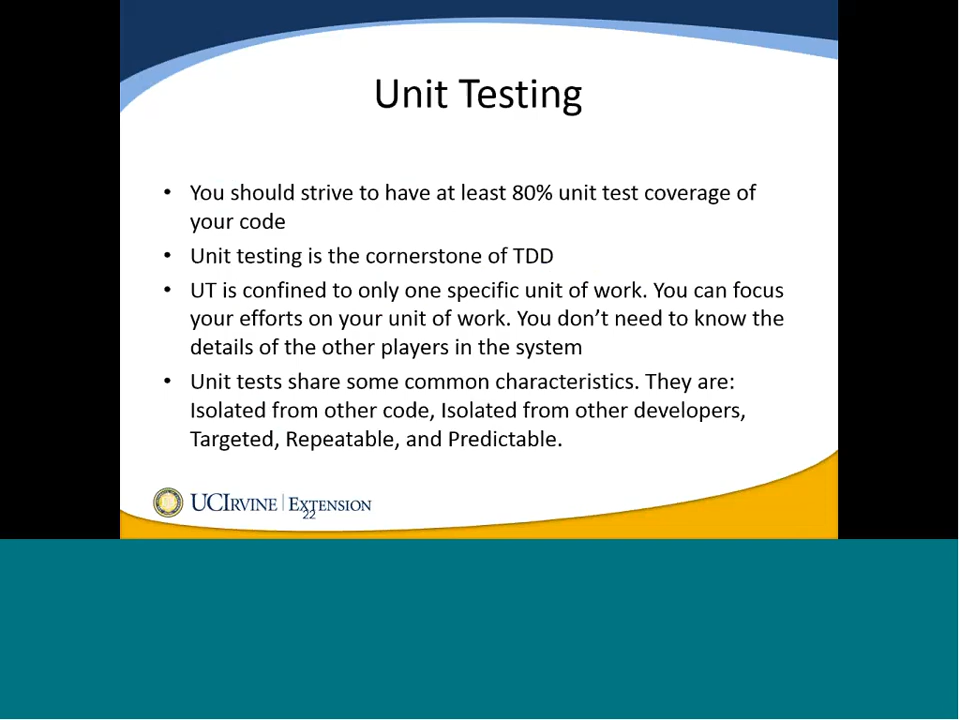 Unit Testing
• You should strive to have at least 80% unit test coverage of
your code
• Unit testing is the cornerstone of TDD
• UT is confined to only one specific unit of work. You can focus
your efforts on your unit of work. You don’t need to know the
details of the other players in the system
• Unit tests share some common characteristics. They are:
Isolated from other code, Isolated from other developers,
Targeted, Repeatable, and Predictable.
UCIRVINE | EXTENSION
22